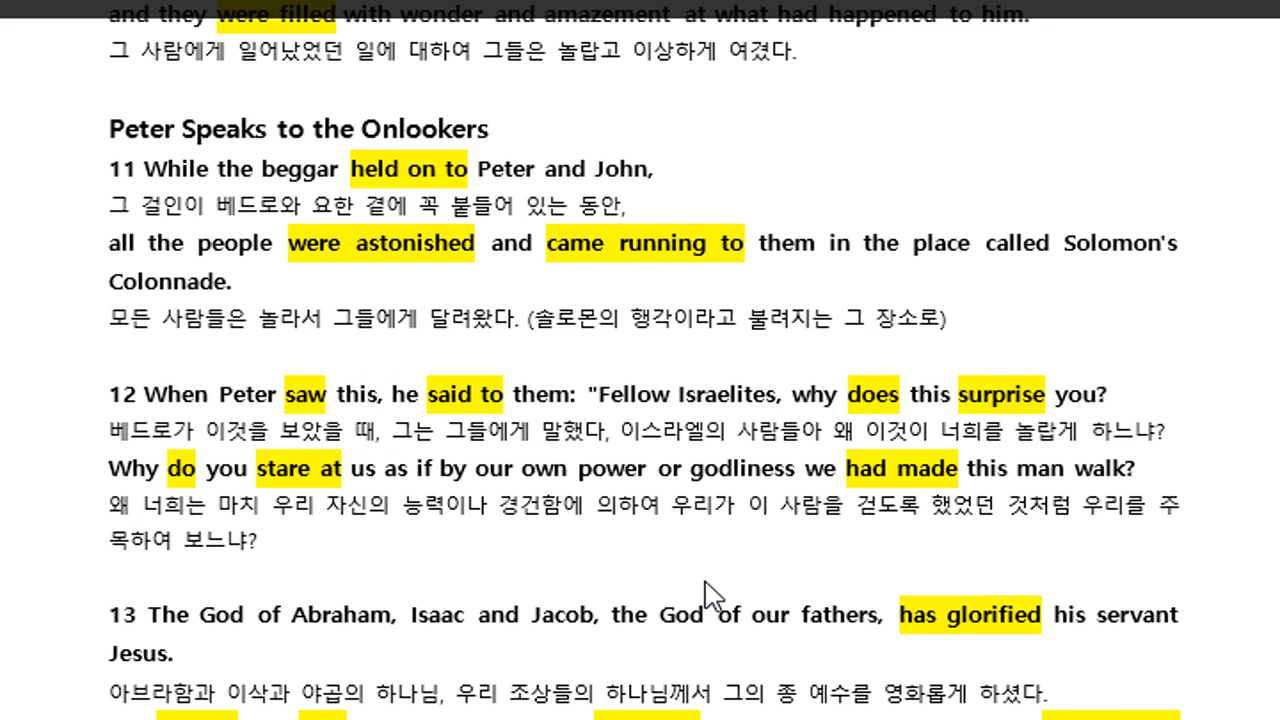 and they were filled with wonder and amazement at what had happened to him.
그 사람에게 일어났었던 일에 대하여 그들은 놀랍고 이상하게 여겼다.
Peter Speaks to the Onlookers
11 While the beggar held on to Peter and John,
그 걸인이 베드로와 요한 곁에 꼭 붙들어 있는 동안,
all the people were astonished and came running to them in the place called Solomon's
Colonnade.
모든 사람들은 놀라서 그들에게 달려왔다. (솔로몬의 행각이라고 불려지는 그 장소로)
12 When Peter saw this, he said to them: "Fellow Israelites, why does this surprise you?
베드로가 이것을 보았을 때, 그는 그들에게 말했다, 이스라엘의 사람들아 왜 이것이 너희를 놀랍게 하느냐?
Why do you stare at us as if by our own power or godliness we had made this man walk?
왜 너희는 마치 우리 자신의 능력이나 경건함에 의하여 우리가 이 사람을 걷도록 했었던 것처럼 우리를 주
목하여 보느냐?
13 The God of Abraham, Isaac and Jacob, the God of our fathers, has glorified his servant
Jesus.
아브라함과 이삭과 야곱의 하나님, 우리 조상들의 하나님께서 그의 종 예수를 영화롭게 하셨다.